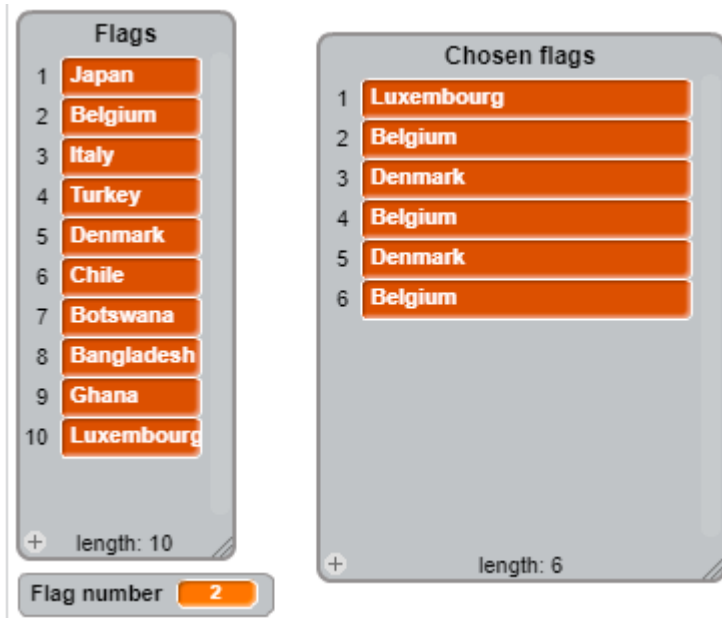 Flags
1 Japan
2 Belgium
3 Italy
4 Turkey
5 Denmark
6 Chile
7 Botswana
8 Bangladesh
9 Ghana
10 Luxembourg
+ length: 10
Flag number 2
Chosen flags
1 Luxembourg
2 Belgium
3 Denmark
4 Belgium
5 Denmark
6 Belgium
+ length: 6